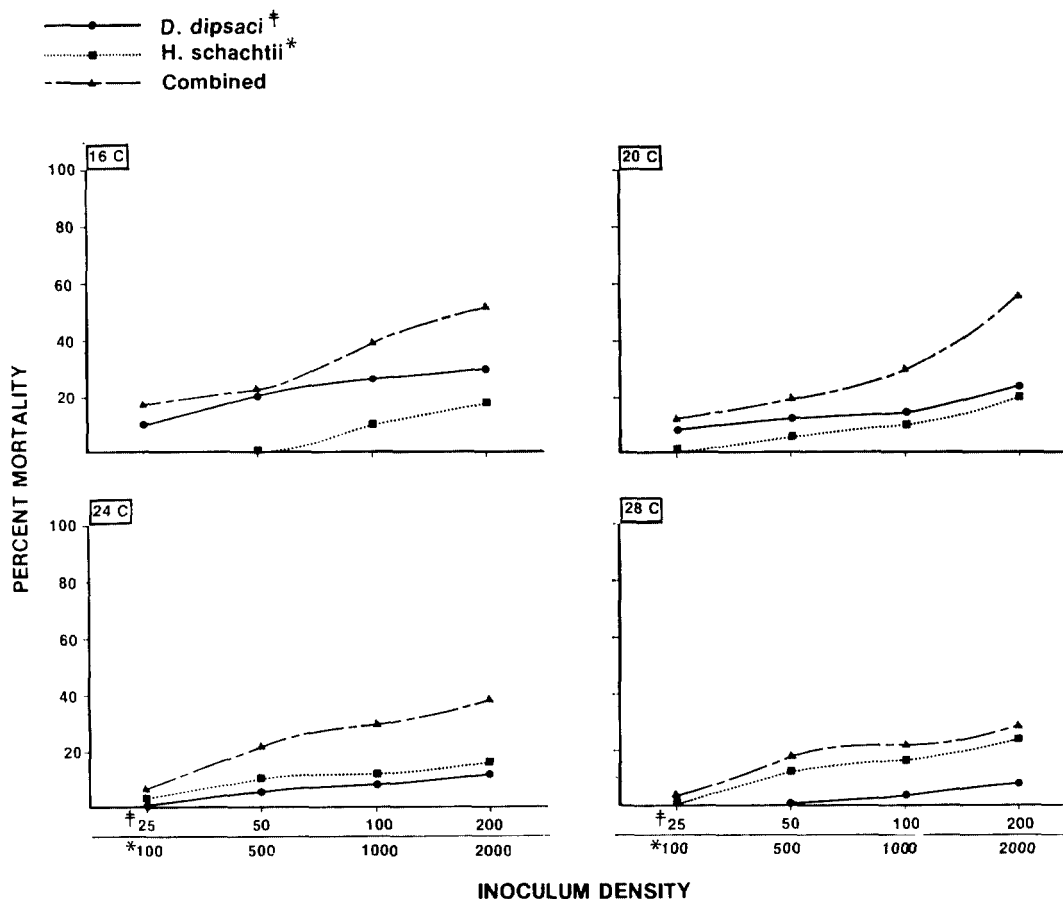 D. dipsaci ‡
H. schachtii *
Combined
16 C
100
80
60
40
20
20 C
PERCENT MORTALITY
24 C
100
80
60
40
20
28 C
‡ 25 50 100 200
* 100 500 1000 2000
‡ 25 50 100 200
* 100 500 1000 2000
INOCULUM DENSITY